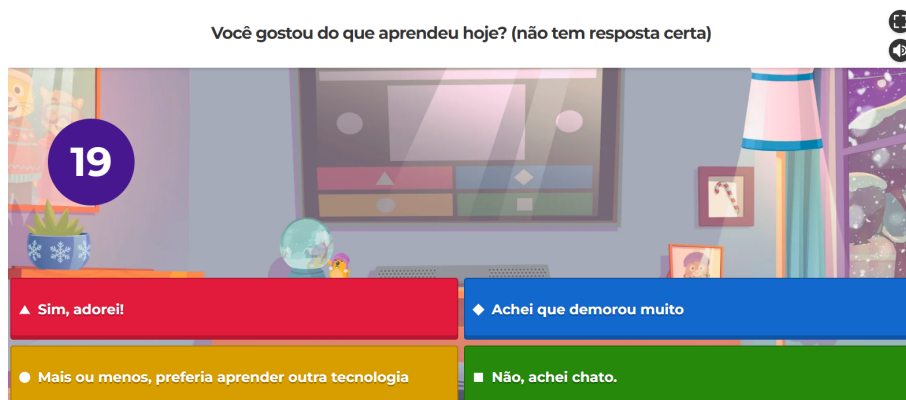 Você gostou do que aprendeu hoje? (não tem resposta certa)
19
Sim, adorei!
Achei que demorou muito
Mais ou menos, preferia aprender outra tecnologia
Não, achei chato.